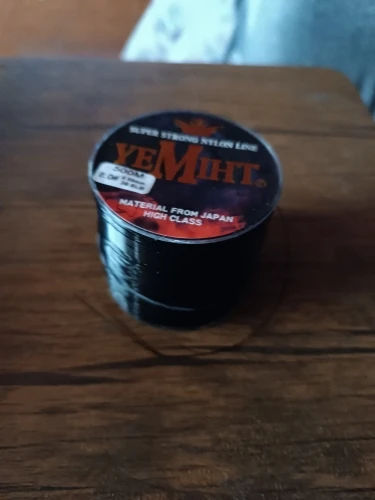 SUPER STRONG NYLON LINE
YEMIHT®
500M
MATERIAL FROM JAPAN
HIGH CLASS